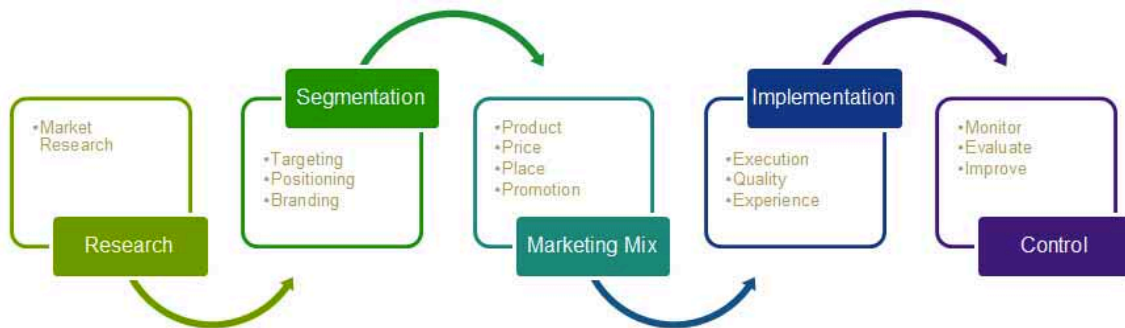 •Market
Research
Research
Segmentation
•Targeting
•Positioning
•Branding
•Product
•Price
•Place
•Promotion
Marketing Mix
Implementation
•Execution
•Quality
•Experience
•Monitor
•Evaluate
•Improve
Control